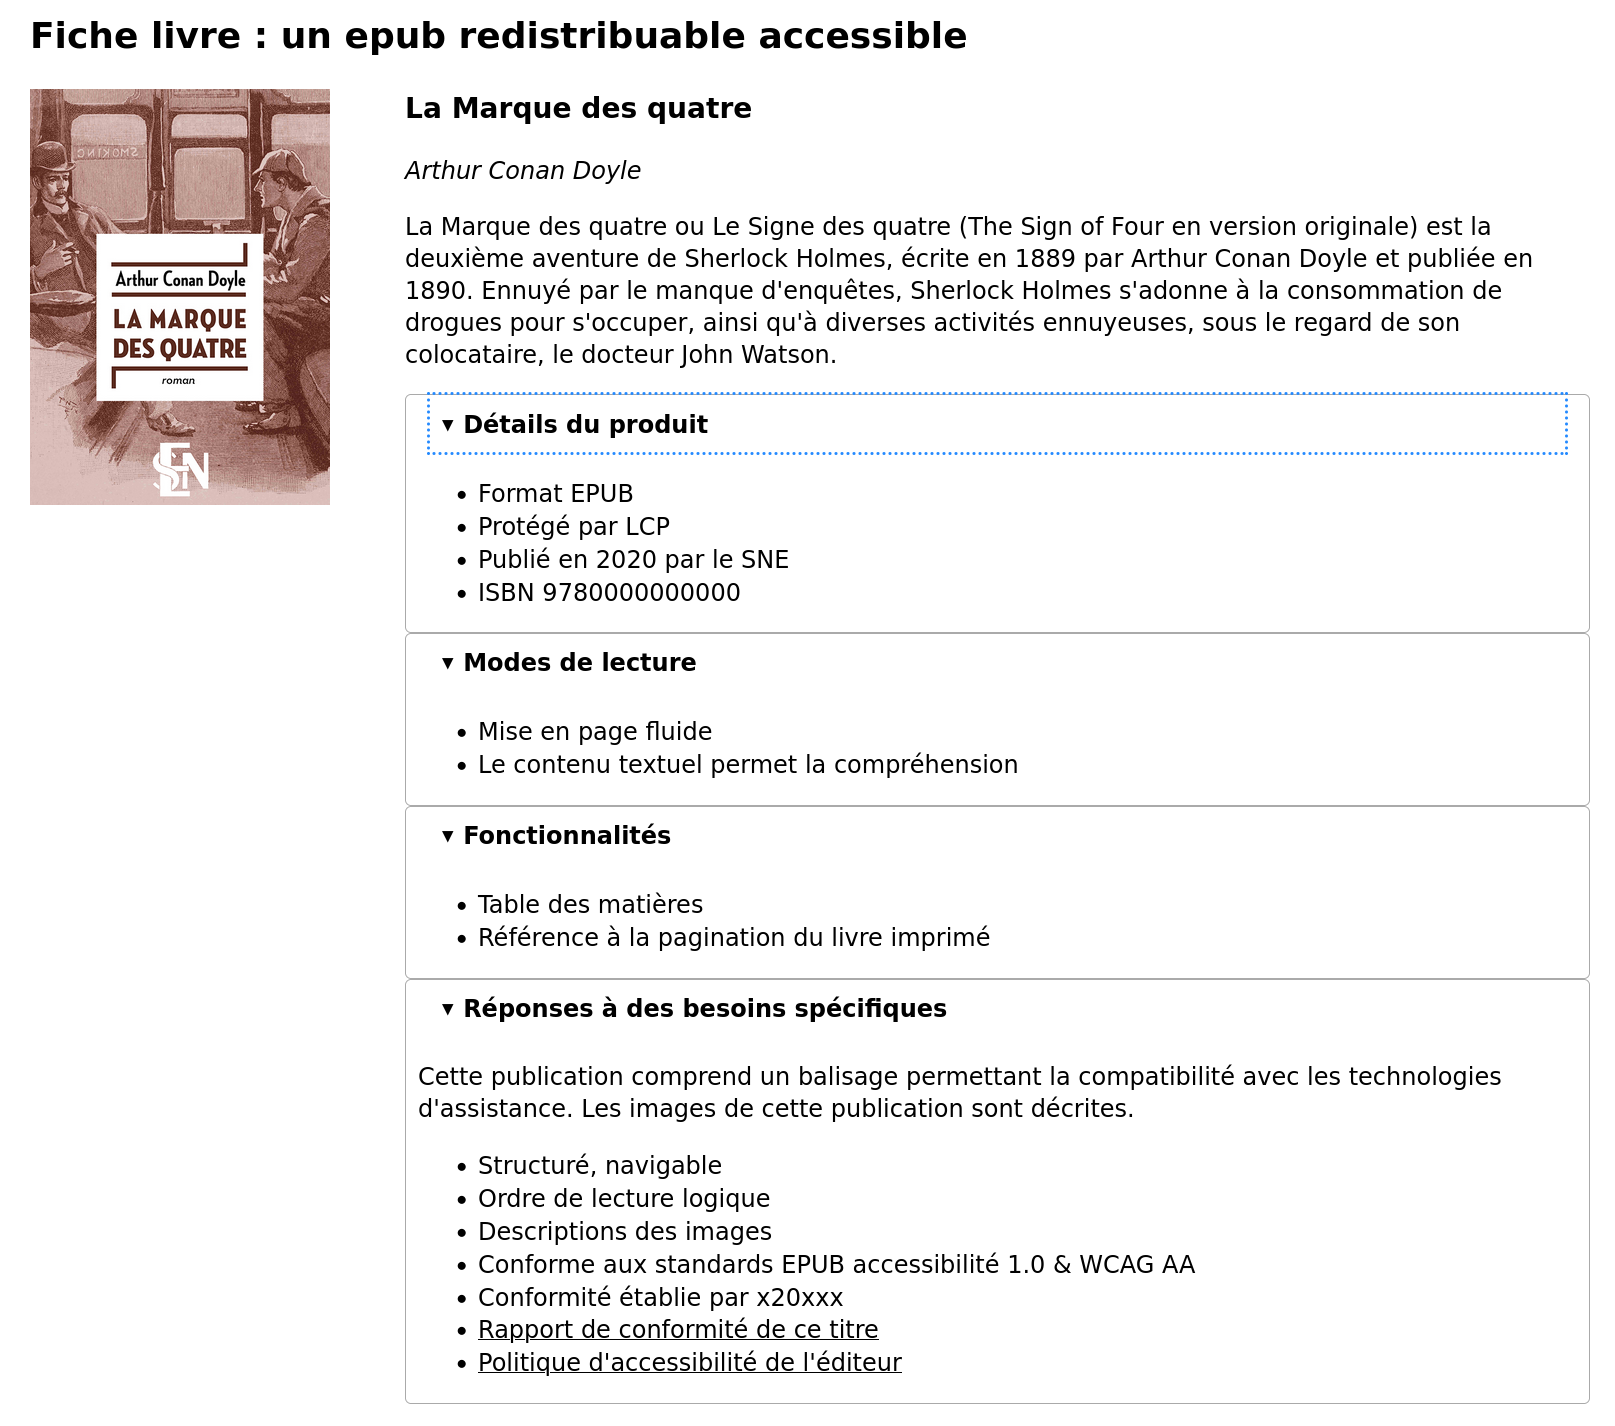 Fiche livre : un epub redistribuable accessible
SMOKING
Arthur Conan Doyle
LA MARQUE
DES QUATRE
roman
SEN
La Marque des quatre
Arthur Conan Doyle
La Marque des quatre ou Le Signe des quatre (The Sign of Four en version originale) est la
deuxième aventure de Sherlock Holmes, écrite en 1889 par Arthur Conan Doyle et publiée en
1890. Ennuyé par le manque d'enquêtes, Sherlock Holmes s'adonne à la consommation de
drogues pour s'occuper, ainsi qu'à diverses activités ennuyeuses, sous le regard de son
colocataire, le docteur John Watson.
▼ Détails du produit
• Format EPUB
• Protégé par LCP
• Publié en 2020 par le SNE
• ISBN 9780000000000
▼ Modes de lecture
• Mise en page fluide
• Le contenu textuel permet la compréhension
▼ Fonctionnalités
• Table des matières
• Référence à la pagination du livre imprimé
▼ Réponses à des besoins spécifiques
Cette publication comprend un balisage permettant la compatibilité avec les technologies
d'assistance. Les images de cette publication sont décrites.
• Structuré, navigable
• Ordre de lecture logique
• Descriptions des images
• Conforme aux standards EPUB accessibilité 1.0 & WCAG AA
• Conformité établie par x20xxx
• Rapport de conformité de ce titre
• Politique d'accessibilité de l'éditeur